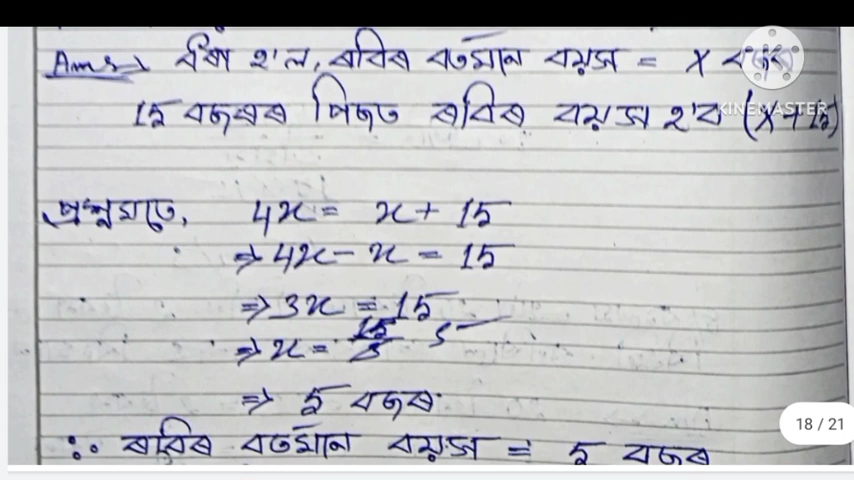 Ans→ ধৰা হ'ল, ৰবিৰ বৰ্তমান বয়স = x বছৰ
KINEMASTER
15 বছৰৰ পিছত ৰবিৰ বয়স হ'ব (x+15)
প্ৰশ্নমতে, 4x = x + 15
⇒ 4x - x = 15
⇒ 3x = 15
⇒ x = 15 5
⇒ 5 বছৰ
18 / 21
∴ ৰবিৰ বৰ্তমান বয়স = 5 বছৰ